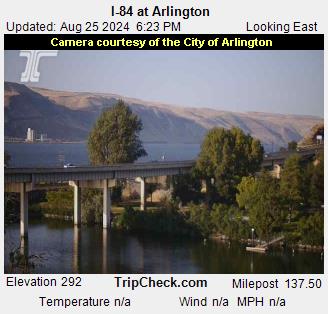 I-84 at Arlington
Updated: Aug 25 2024 6:23 PM Looking East
Camera courtesy of the City of Arlington
Elevation 292 TripCheck.com Milepost 137.50
Temperature n/a Wind n/a MPH n/a